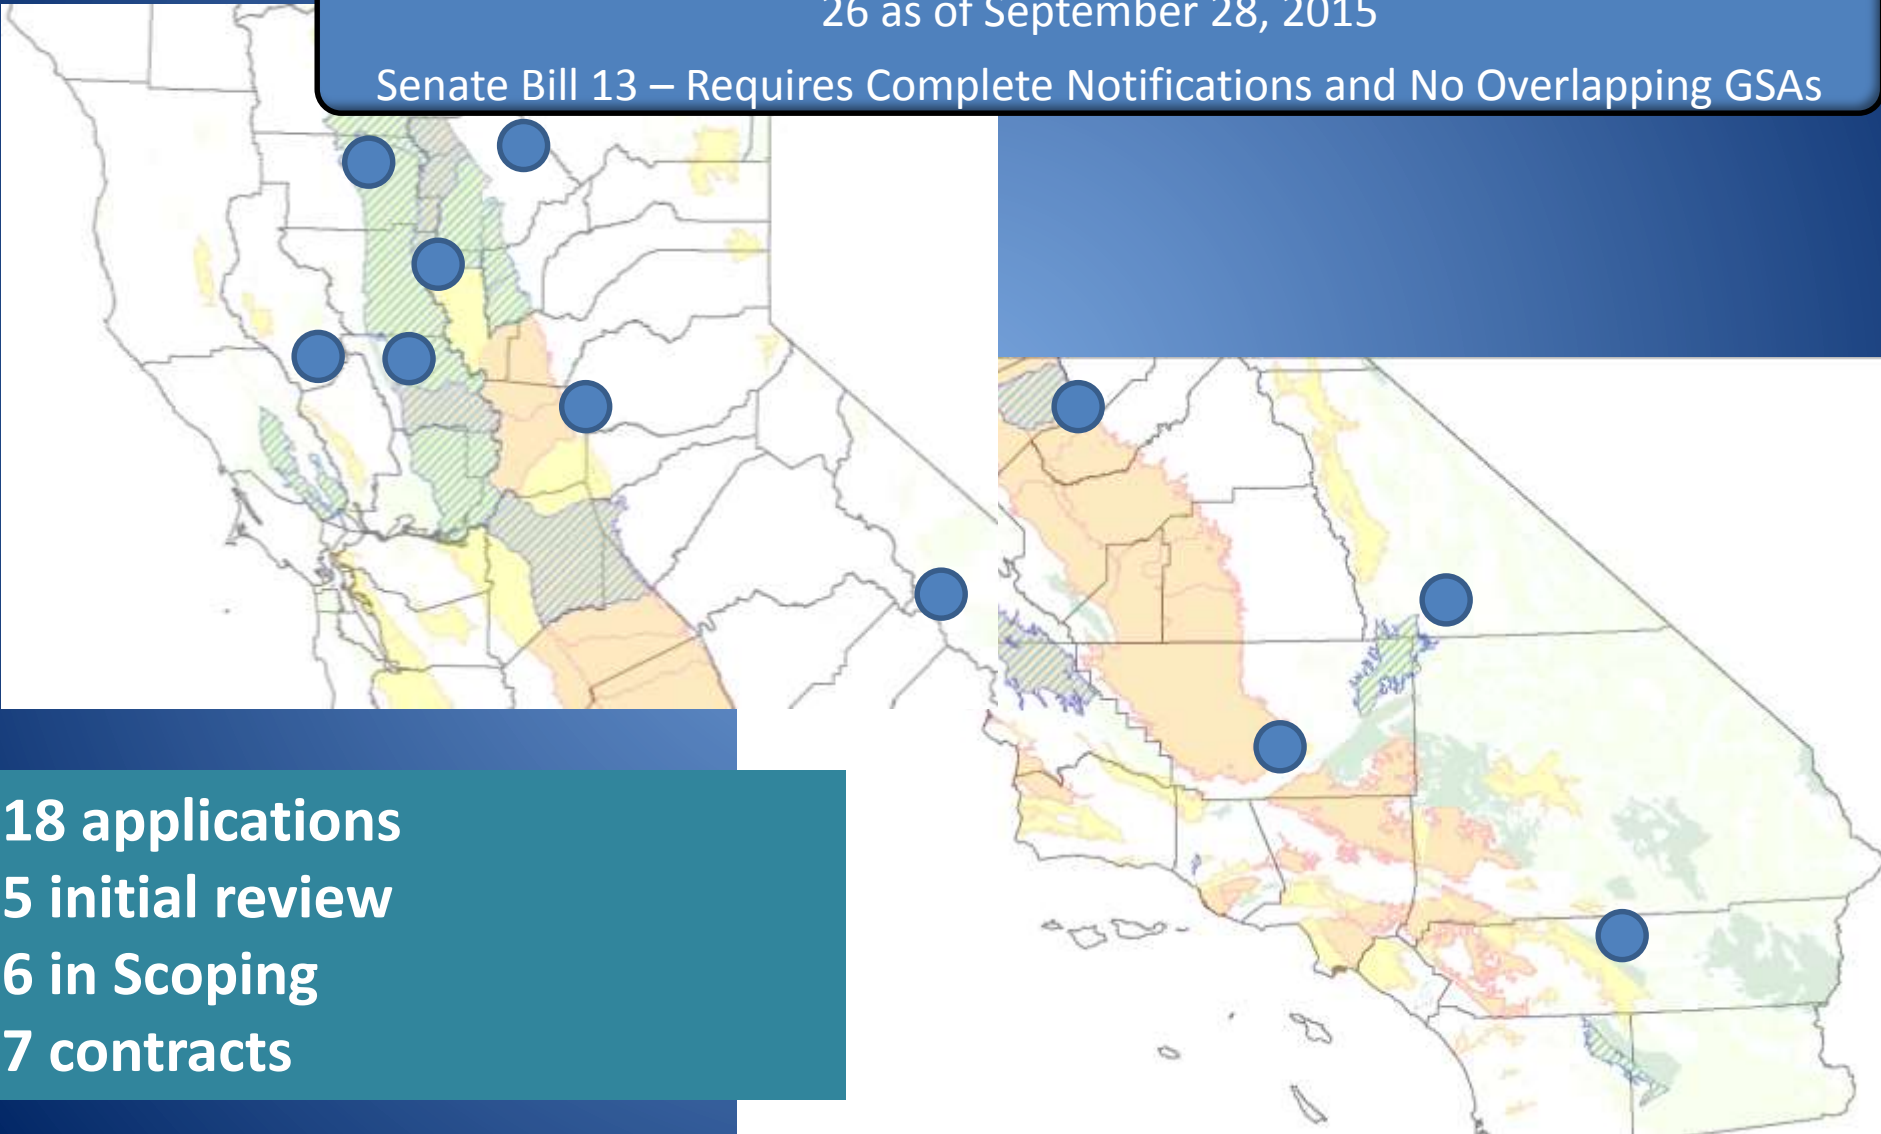 26 as of September 28, 2015
Senate Bill 13 – Requires Complete Notifications and No Overlapping GSAs
18 applications
5 initial review
6 in Scoping
7 contracts